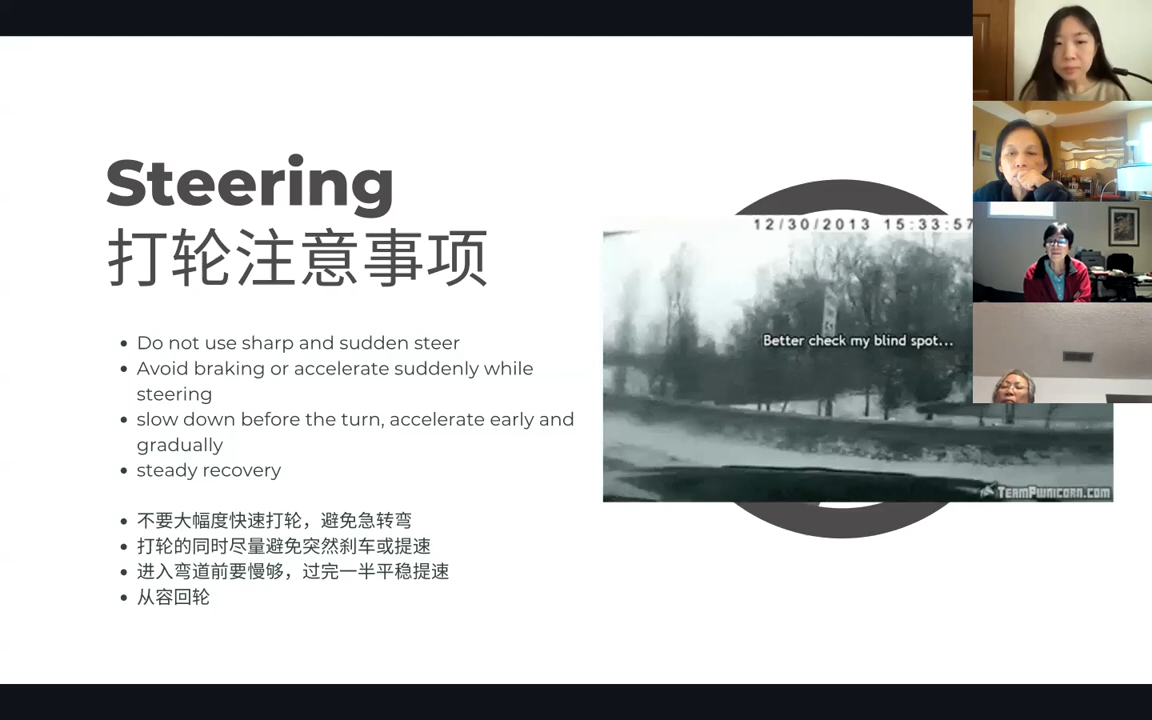 Steering
打轮注意事项
Do not use sharp and sudden steer
Avoid braking or accelerate suddenly while
steering
slow down before the turn, accelerate early and
gradually
steady recovery
不要大幅度快速打轮，避免急转弯
打轮的同时尽量避免突然刹车或提速
进入弯道前要慢够，过完一半平稳提速
从容回轮
12/30/2013 15:33:57
Better check my blind spot...
TEAMPWNICORN.COM